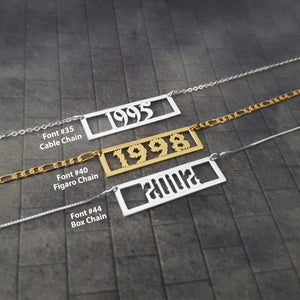 1995
Font #35
Cable Chain
1998
Font #40
Figaro Chain
Font #44
Box Chain